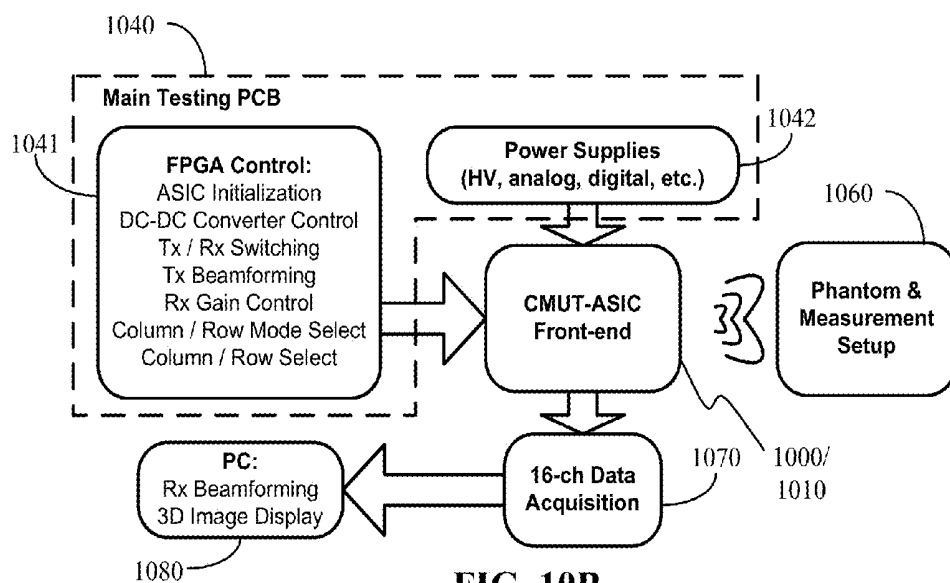 1040
Main Testing PCB
1041
FPGA Control:
ASIC Initialization
DC-DC Converter Control
Tx / Rx Switching
Tx Beamforming
Rx Gain Control
Column / Row Mode Select
Column / Row Select
Power Supplies
(HV, analog, digital, etc.)
1042
CMUT-ASIC
Front-end
1060
Phantom &
Measurement
Setup
PC:
Rx Beamforming
3D Image Display
1080
16-ch Data
Acquisition
1070
1000/
1010
FIG. 10B